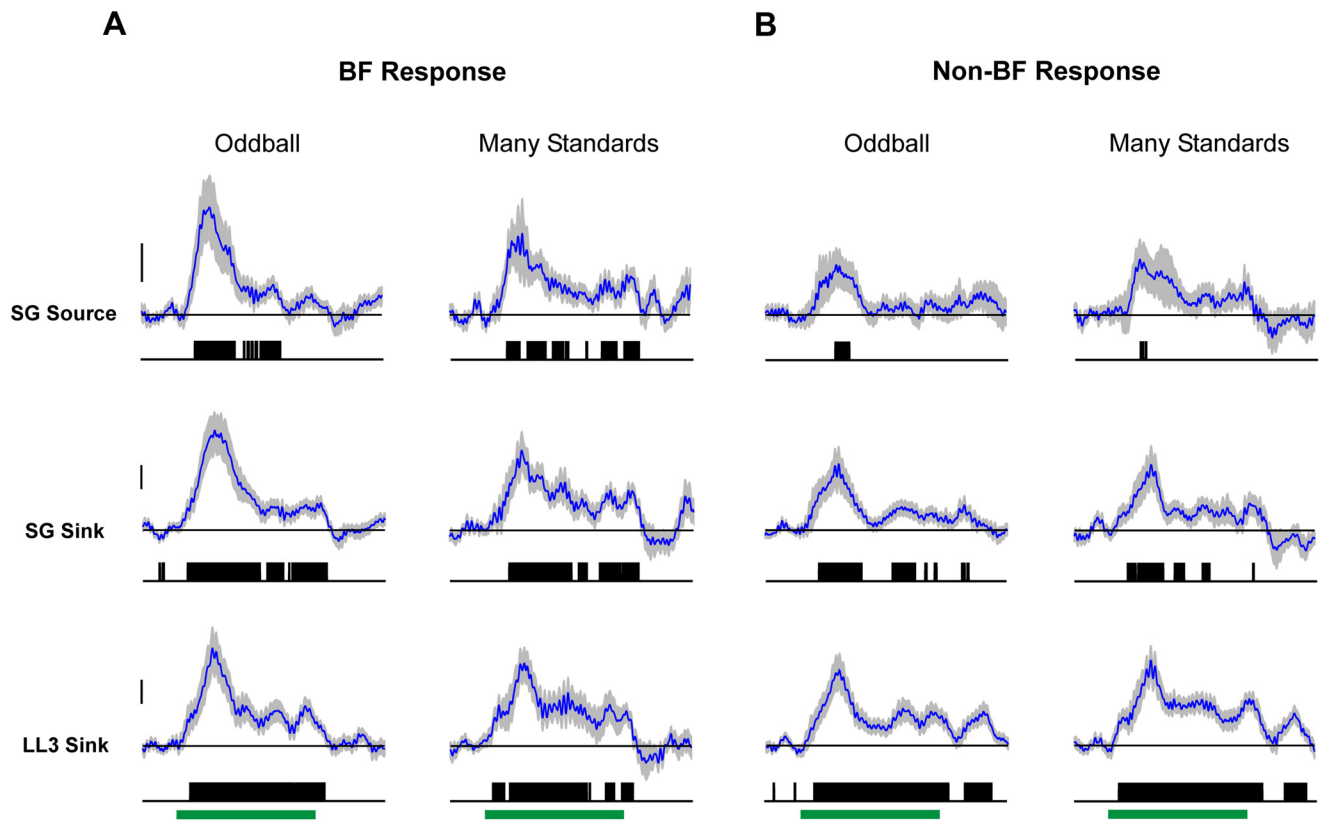 A
B
BF Response
Non-BF Response
Oddball
Many Standards
Oddball
Many Standards
SG Source
SG Sink
LL3 Sink